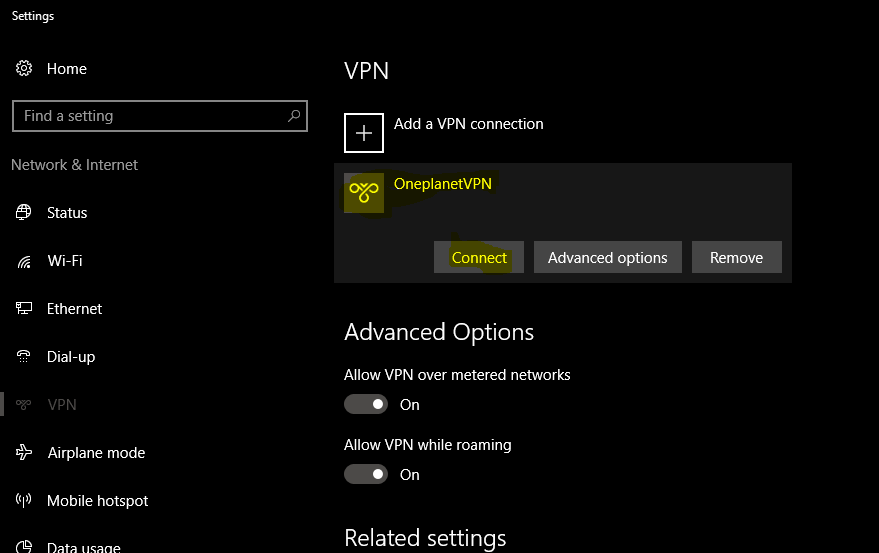 Settings
Home
Find a setting
Network & Internet
Status
Wi-Fi
Ethernet
Dial-up
VPN
Airplane mode
Mobile hotspot
Data usage
VPN
Add a VPN connection
OneplanetVPN
Connect Advanced options Remove
Advanced Options
Allow VPN over metered networks
On
Allow VPN while roaming
On
Related settings